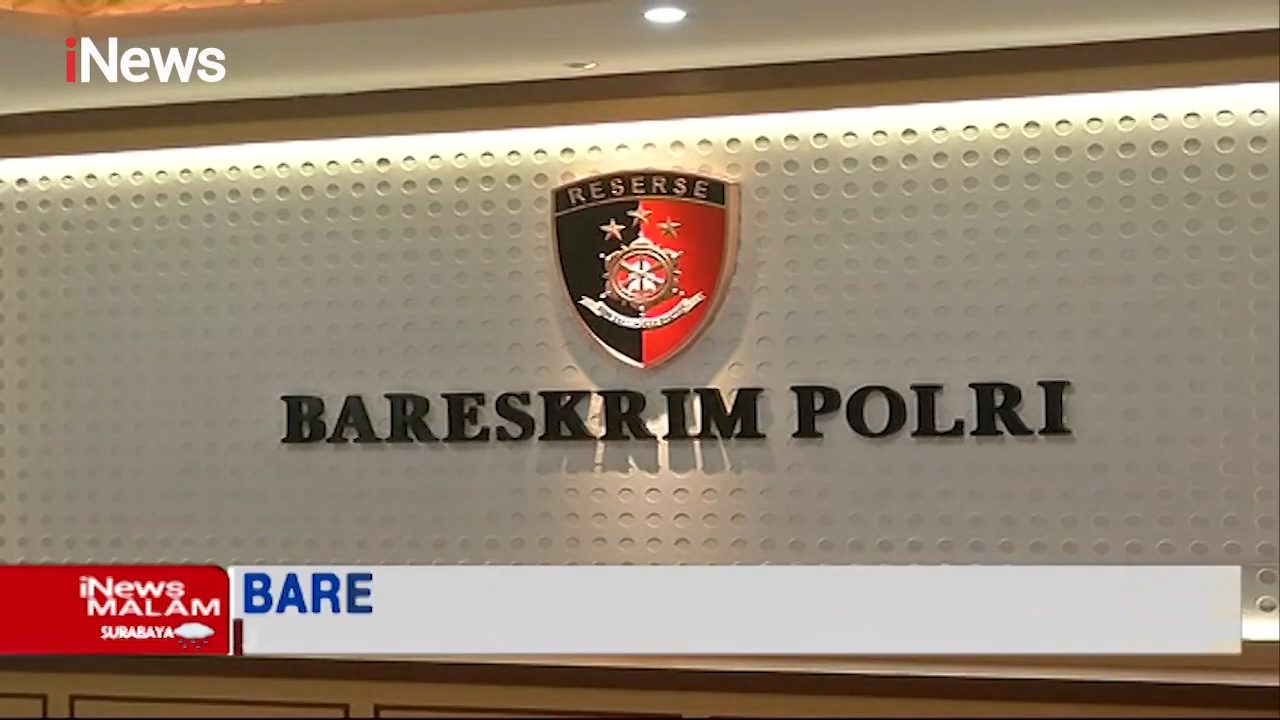 iNews
RESERSE
BARESKRIM POLRI
iNews
MALAM
SURABAYA
BARE